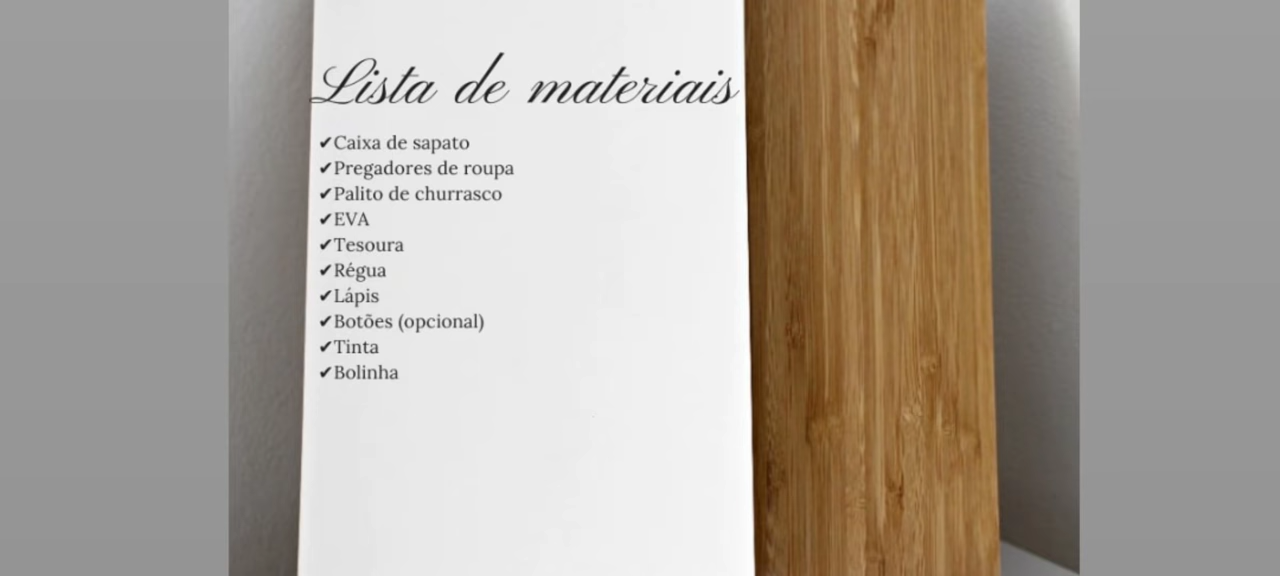 Lista de materiais
✔Caixa de sapato
✔Pregadores de roupa
✔Palito de churrasco
✔EVA
✔Tesoura
✔Régua
✔Lápis
✔Botões (opcional)
✔Tinta
✔Bolinha